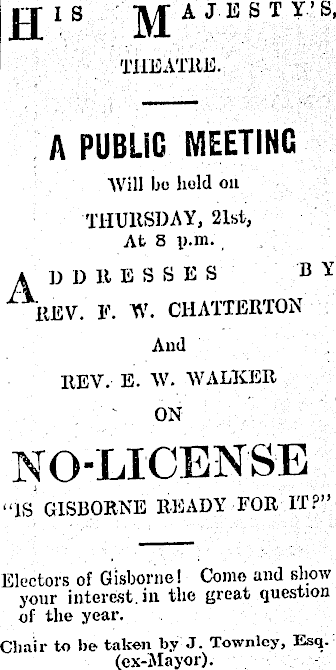 HIS MAJESTY'S,
THEATRE.
A PUBLIC MEETING
Will be held on
THURSDAY, 21st,
At 8 p.m.
ADDRESSES BY
REV. F. W. CHATTERTON
And
REV. E. W. WALKER
ON
NO-LICENSE
"IS GISBORNE READY FOR IT?"
Electors of Gisborne! Come and show
your interest in the great question
of the year.
Chair to be taken by J. Townley, Esq.
(ex-Mayor).